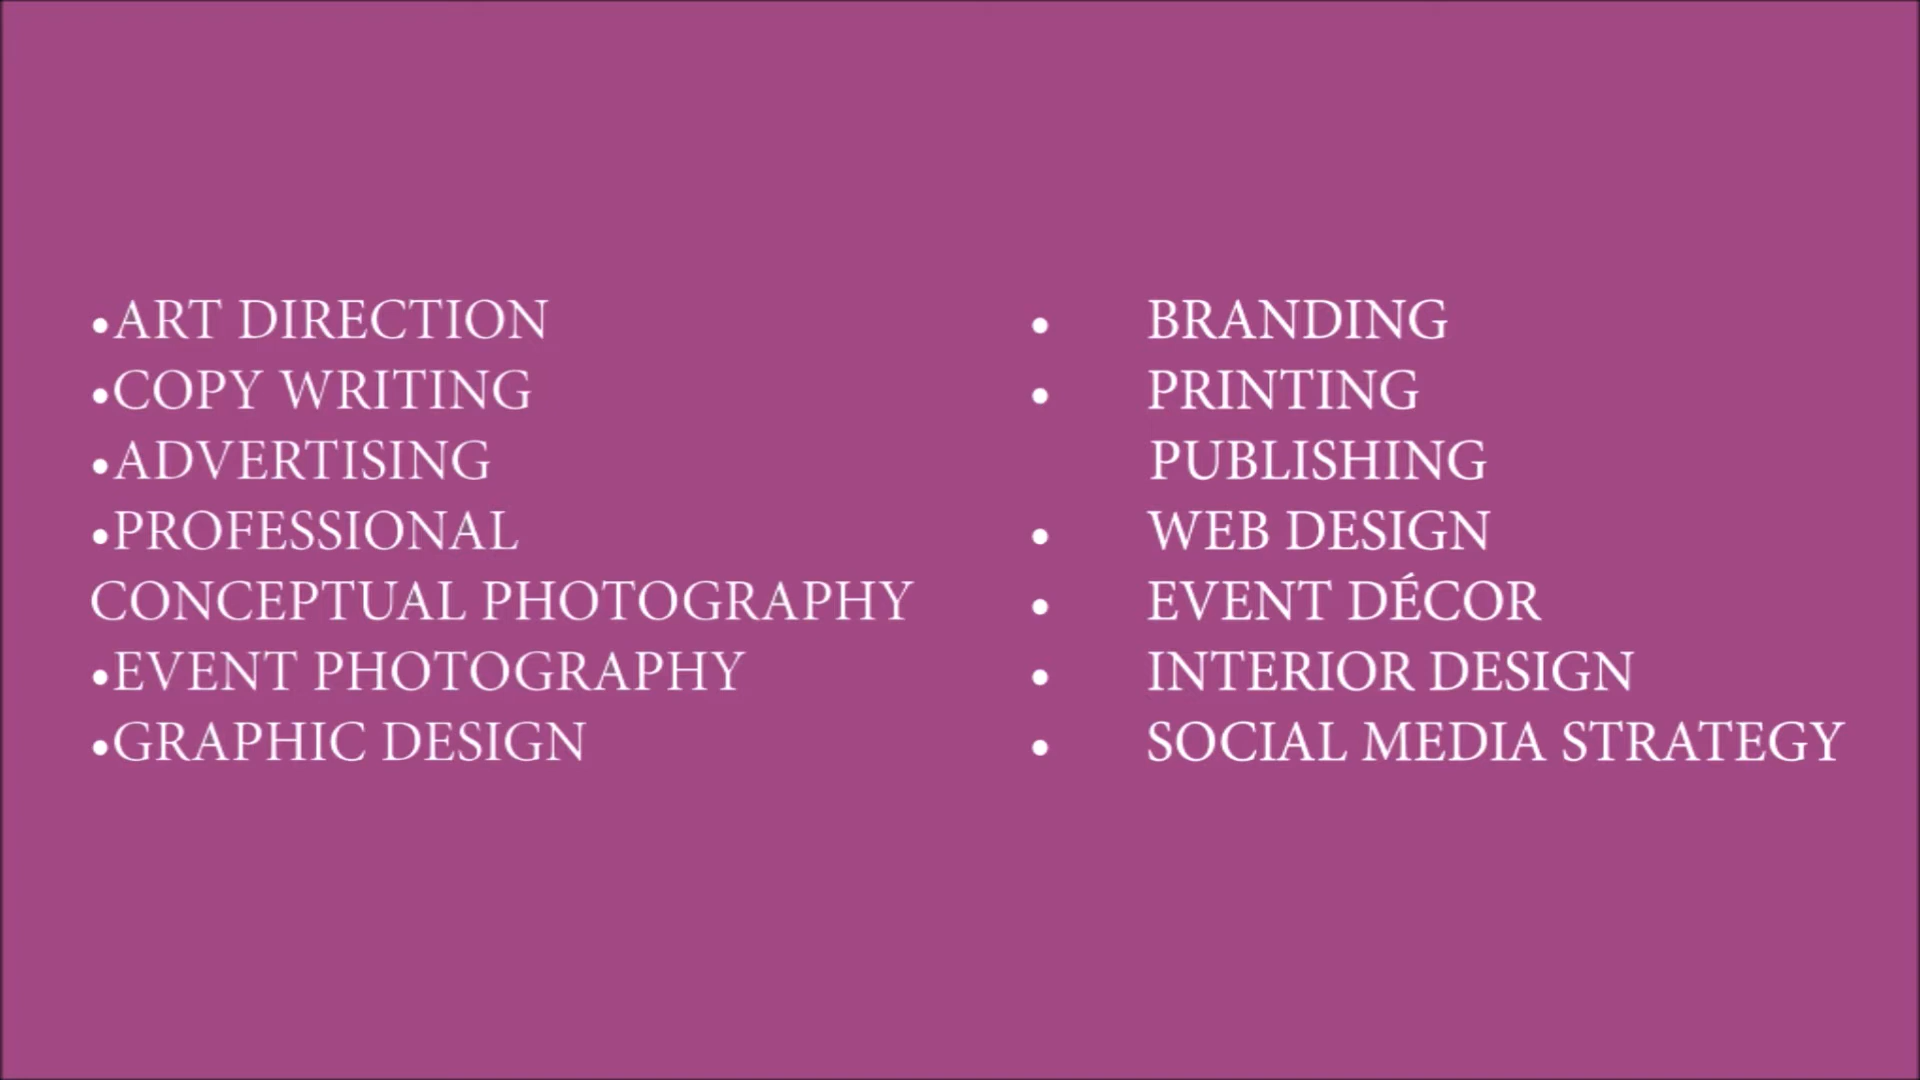 •ART DIRECTION
•COPY WRITING
•ADVERTISING
•PROFESSIONAL
CONCEPTUAL PHOTOGRAPHY
•EVENT PHOTOGRAPHY
•GRAPHIC DESIGN
• BRANDING
• PRINTING
PUBLISHING
• WEB DESIGN
• EVENT DÉCOR
• INTERIOR DESIGN
• SOCIAL MEDIA STRATEGY